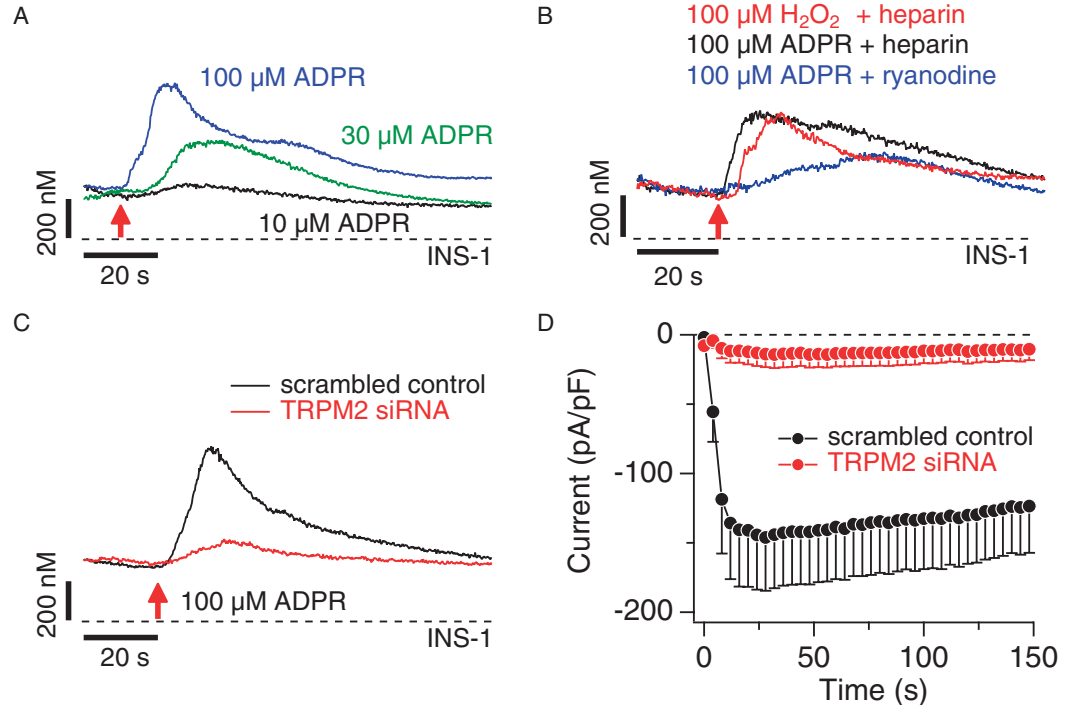 A
100 µM ADPR
30 µM ADPR
10 µM ADPR
200 nM
20 s
INS-1
B
100 µM H₂O₂ + heparin
100 µM ADPR + heparin
100 µM ADPR + ryanodine
200 nM
20 s
INS-1
C
scrambled control
TRPM2 siRNA
100 µM ADPR
200 nM
20 s
INS-1
D
0
-100
-200
Current (pA/pF)
scrambled control
TRPM2 siRNA
0
50
100
150
Time (s)